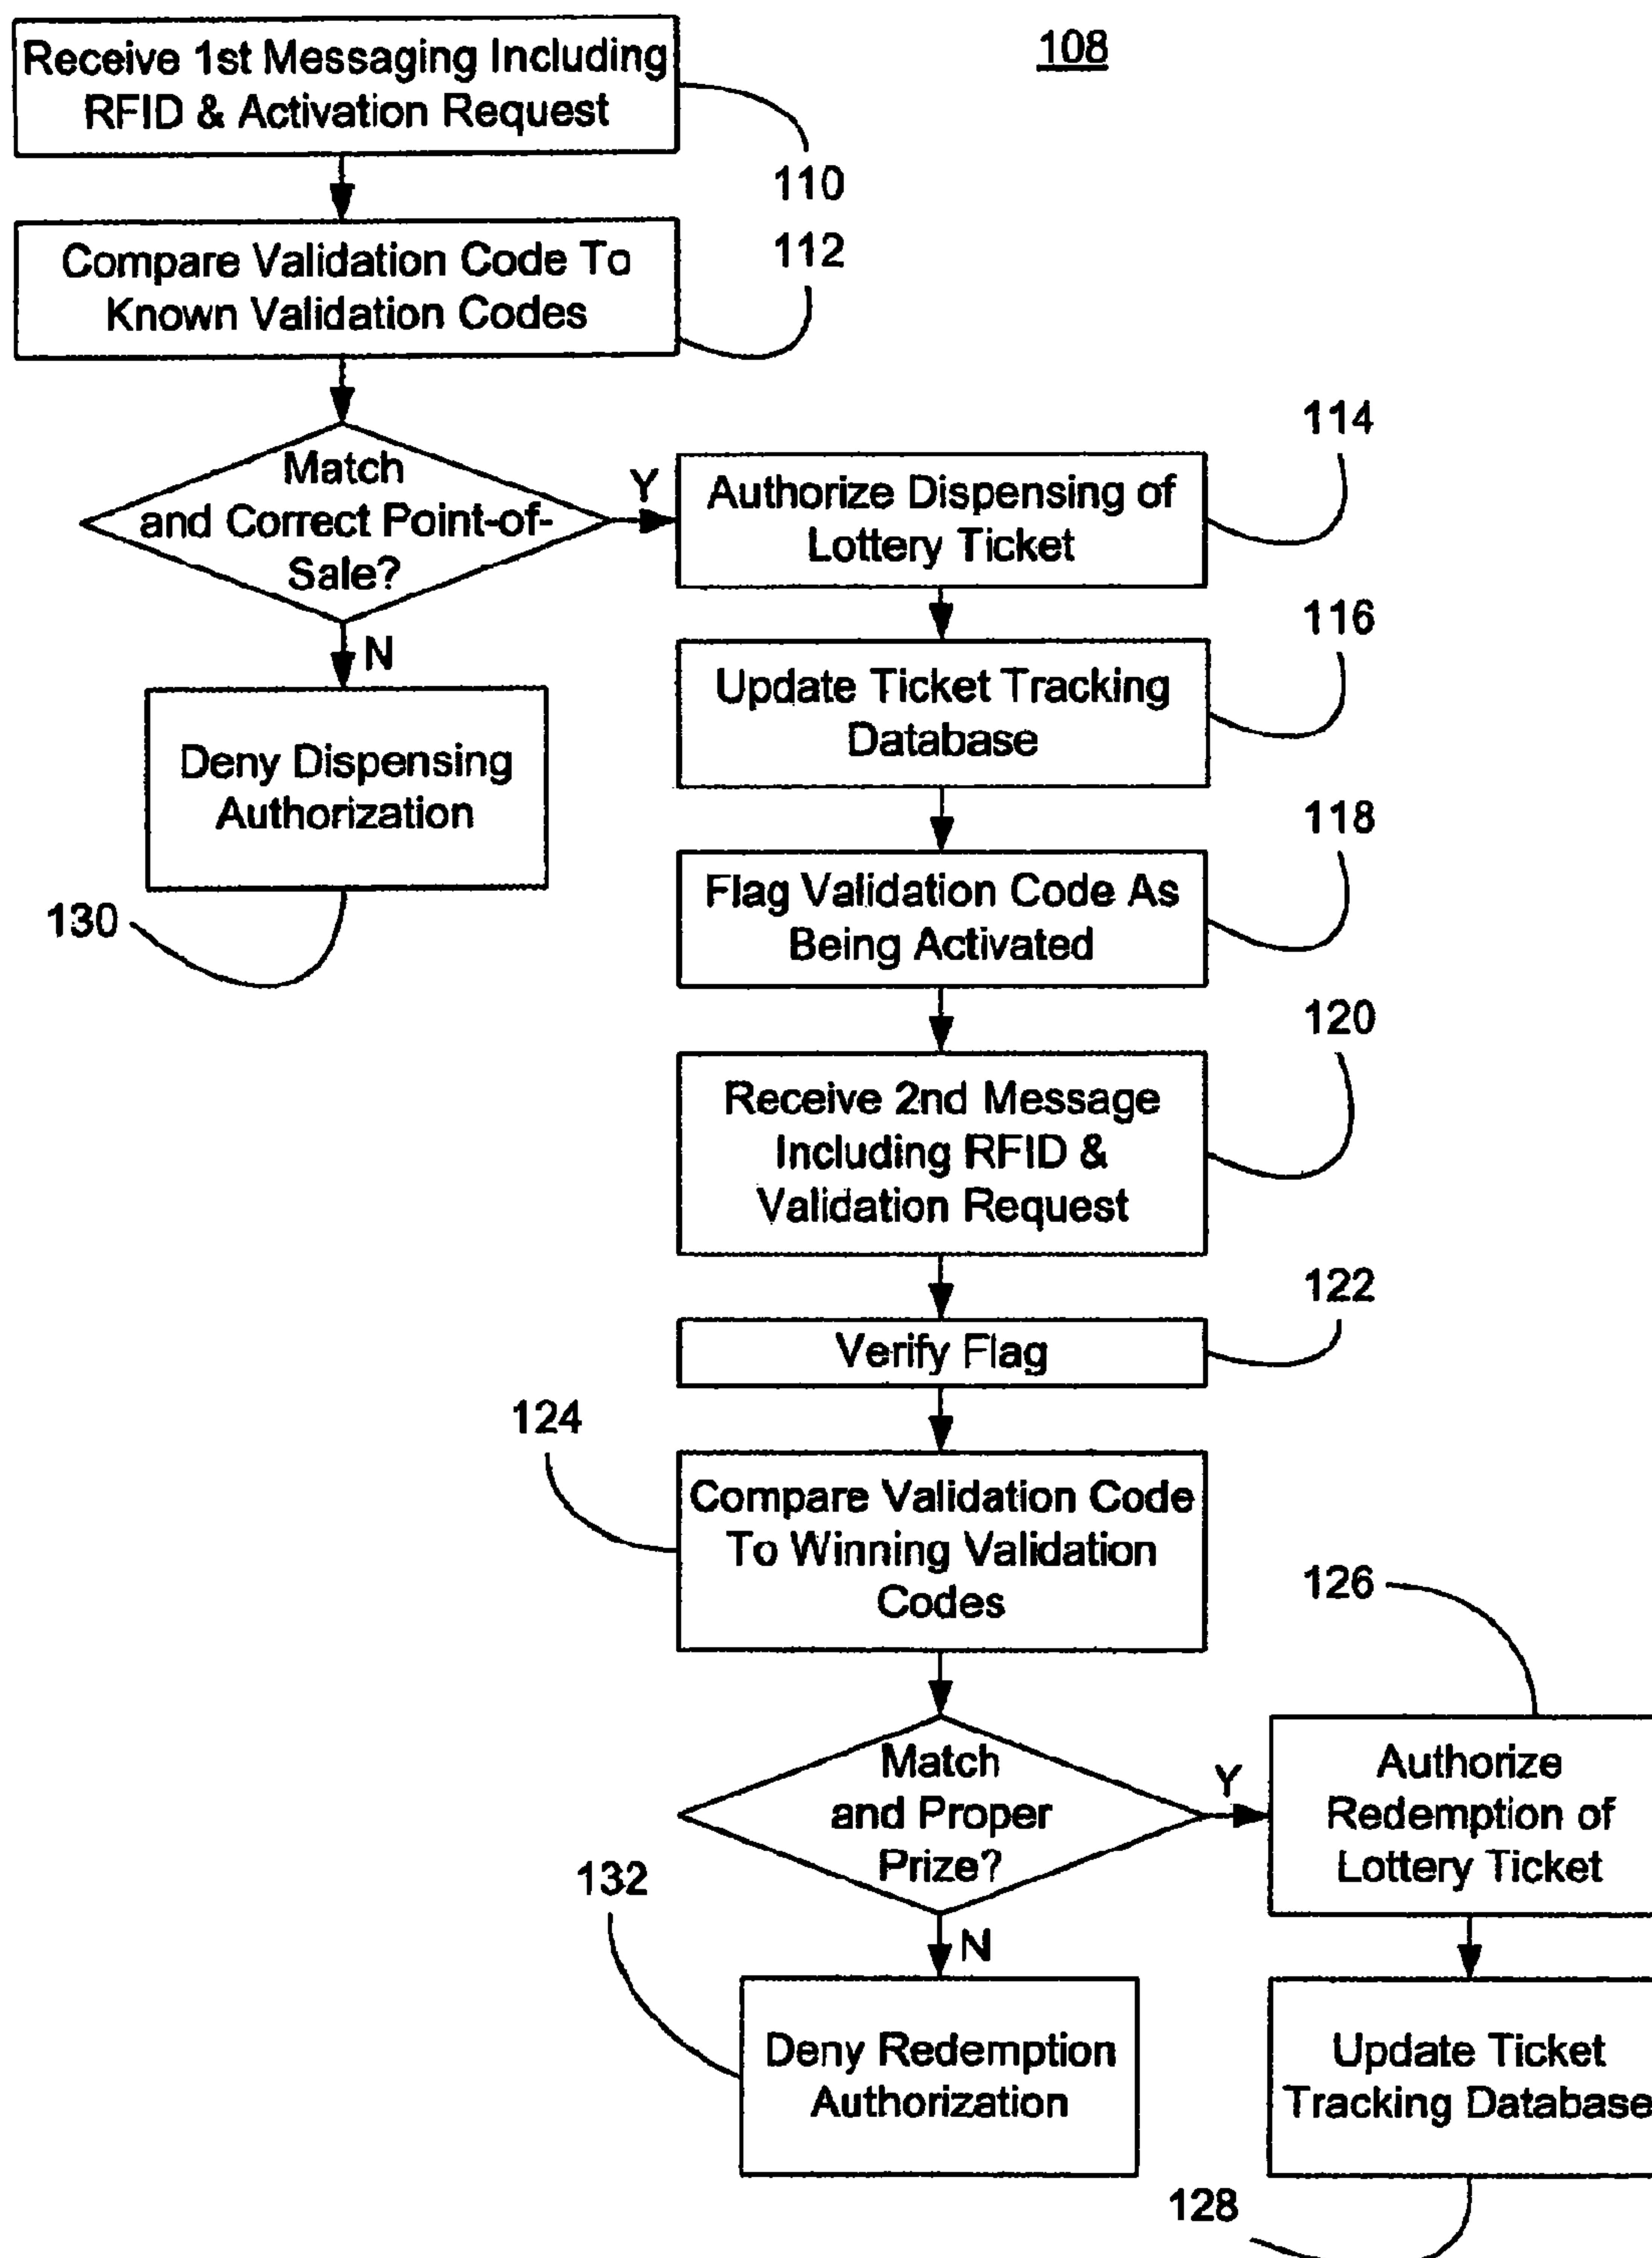 108
Receive 1st Messaging Including
RFID & Activation Request
110
Compare Validation Code To
Known Validation Codes
112
Match
and Correct Point-of-
Sale?
Y
N
Authorize Dispensing of
Lottery Ticket
114
Update Ticket Tracking
Database
116
Deny Dispensing
Authorization
130
Flag Validation Code As
Being Activated
118
Receive 2nd Message
Including RFID &
Validation Request
120
Verify Flag
122
124
Compare Validation Code
To Winning Validation
Codes
Match
and Proper
Prize?
Y
N
126
Authorize
Redemption of
Lottery Ticket
132
Deny Redemption
Authorization
Update Ticket
Tracking Database
128